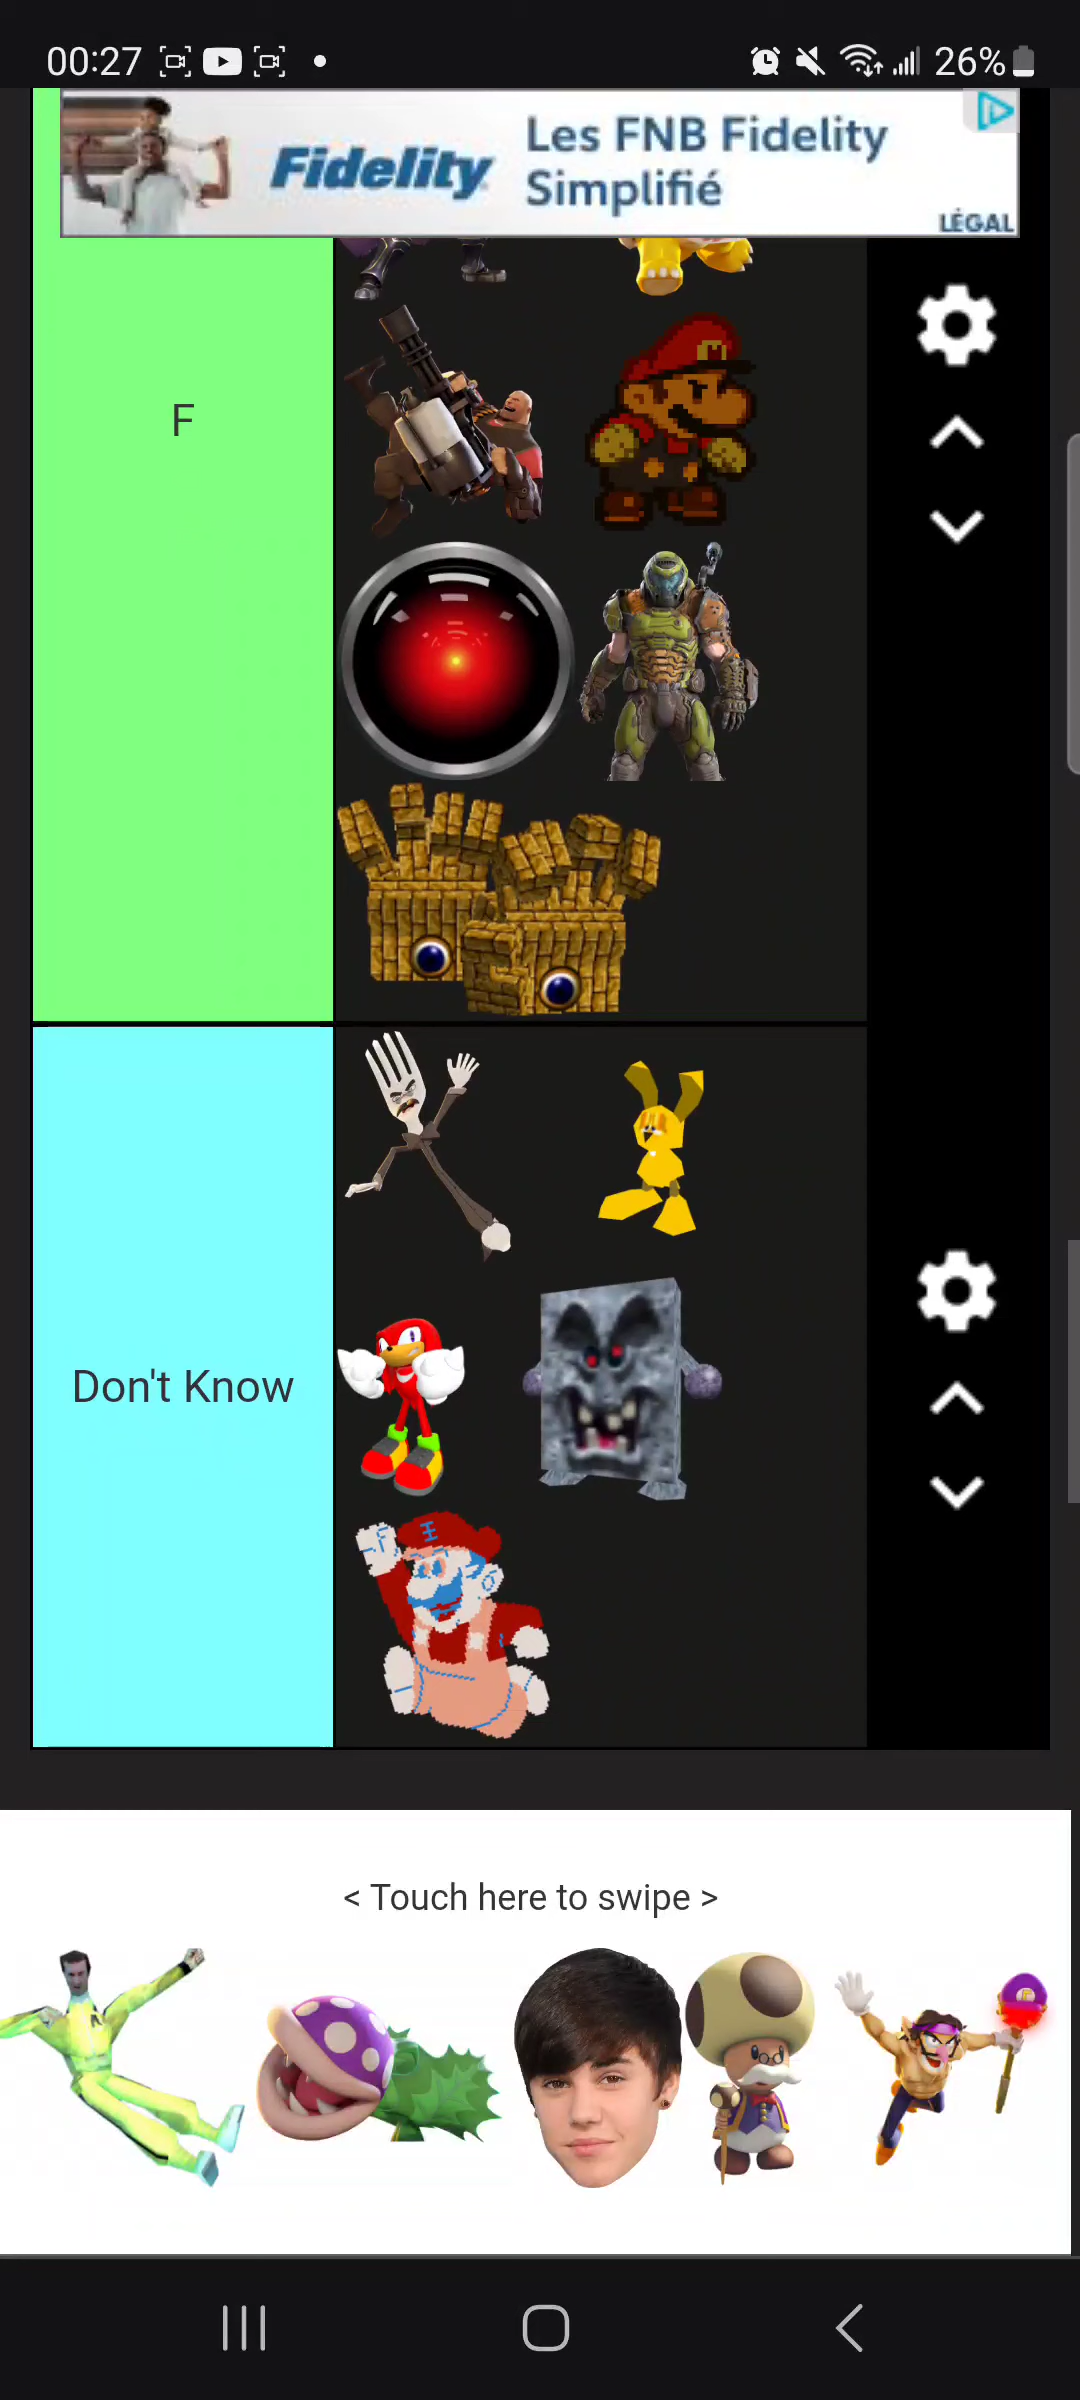 00:27
26%
Fidelity
Les FNB Fidelity
Simplifié
LÉGAL
F
M
Don't Know
< Touch here to swipe >